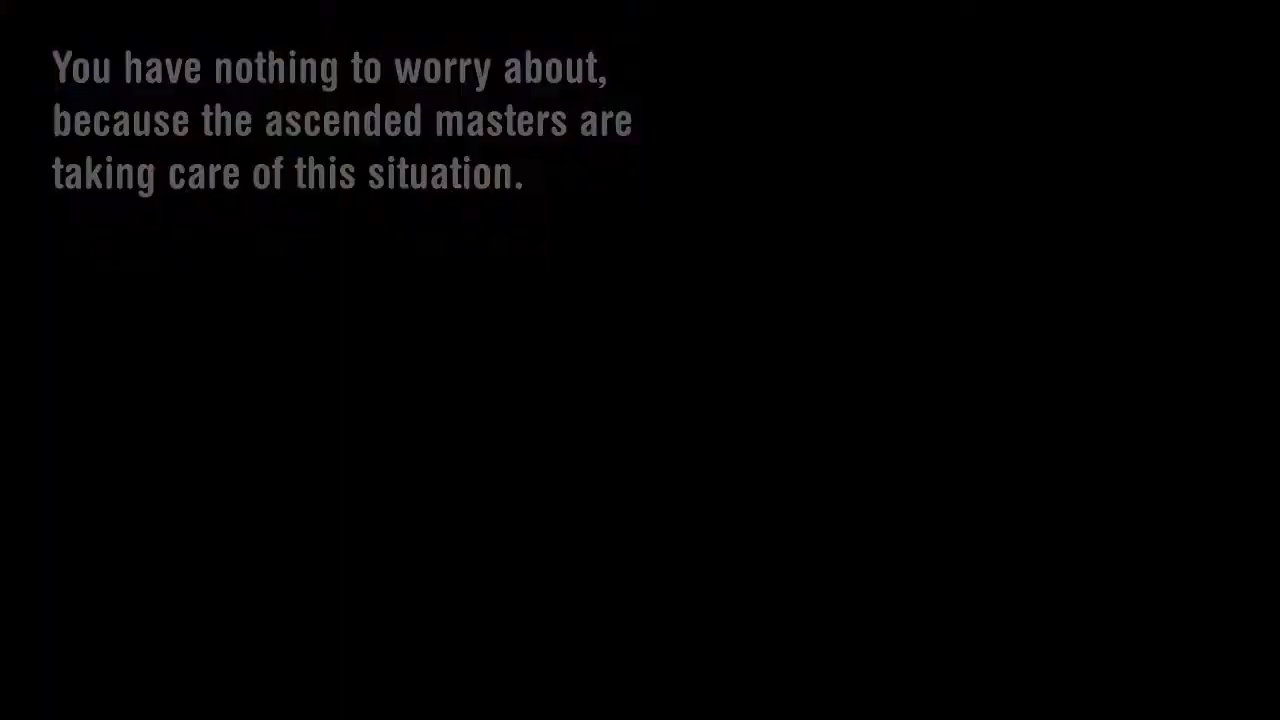 You have nothing to worry about,
because the ascended masters are
taking care of this situation.